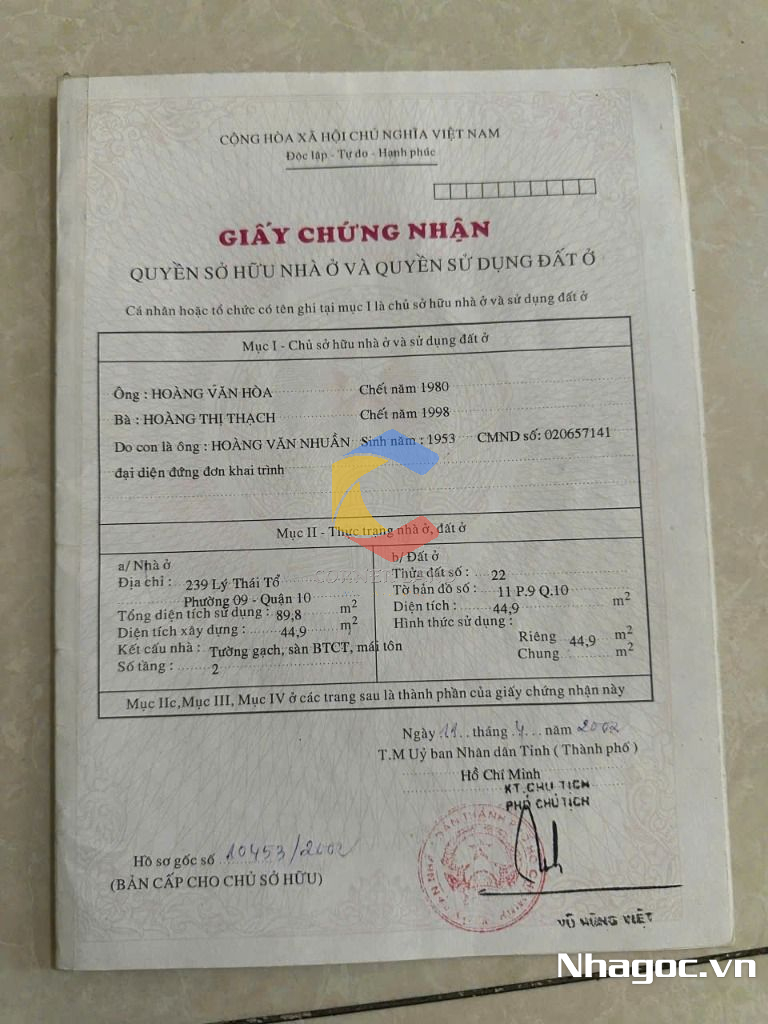 CỘNG HÒA XÃ HỘI CHỦ NGHĨA VIỆT NAM
Độc lập - Tự do - Hạnh phúc
GIẤY CHỨNG NHẬN
QUYỀN SỞ HỮU NHÀ Ở VÀ QUYỀN SỬ DỤNG ĐẤT Ở
Cá nhân hoặc tổ chức có tên ghi tại mục I là chủ sở hữu nhà ở và sử dụng đất ở
Mục I - Chủ sở hữu nhà ở và sử dụng đất ở
Ông : HOÀNG VĂN HÒA Chết năm 1980
Bà : HOÀNG THỊ THẠCH Chết năm 1998
Do con là ông : HOÀNG VĂN NHUẦN Sinh năm : 1953 CMND số: 020657141
đại diện đứng đơn khai trình
Mục II - Thực trạng nhà ở, đất ở
a/ Nhà ở
Địa chỉ : 239 Lý Thái Tổ
Phường 09 - Quận 10
Tổng diện tích sử dụng : 89,8 m2
Diện tích xây dựng : 44,9 m2
Kết cấu nhà : Tường gạch, sàn BTCT, mái tôn
Số tầng : 2
b/ Đất ở
Thửa đất số : 22
Tờ bản đồ số : 11 P.9 Q.10
Diện tích : 44,9 m2
Hình thức sử dụng :
Riêng 44,9 m2
Chung m2
Mục IIc,Mục III, Mục IV ở các trang sau là thành phần của giấy chứng nhận này
Ngày 11 tháng 4 năm 2002
T.M Uỷ ban Nhân dân Tỉnh ( Thành phố )
Hồ Chí Minh
KT.CHỦ TỊCH
PHÓ CHỦ TỊCH
Hồ sơ gốc số 10453/2002
(BẢN CẤP CHO CHỦ SỞ HỮU)
VŨ HÙNG VIỆT
Nhagoc.vn